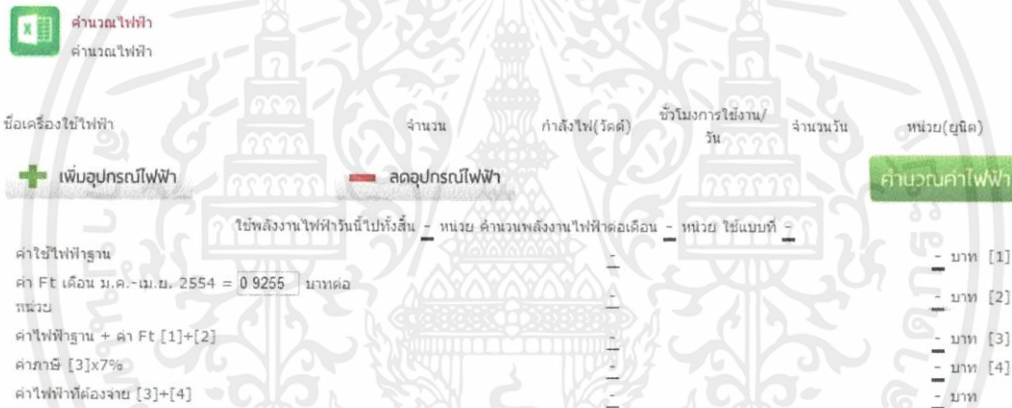 คำนวณไฟฟ้า
คำนวณไฟฟ้า
ชื่อเครื่องใช้ไฟฟ้า จำนวน กำลังไฟ(วัตต์) ชั่วโมงการใช้งาน/วัน จำนวนวัน หน่วย(ยูนิต)
เพิ่มอุปกรณ์ไฟฟ้า ลดอุปกรณ์ไฟฟ้า คำนวณค่าไฟฟ้า
ใช้พลังงานไฟฟ้าวันนี้ไปทั้งสิ้น - หน่วย คำนวนพลังงานไฟฟ้าต่อเดือน - หน่วย ใช้แบบที่ -
ค่าใช้ไฟฟ้าฐาน - - บาท [1]
ค่า Ft เดือน ม.ค.-เม.ย. 2554 = 0.9255 บาทต่อ
หน่วย - - บาท [2]
ค่าไฟฟ้าฐาน + ค่า Ft [1]+[2] - - บาท [3]
ค่าภาษี [3]x7% - - บาท [4]
ค่าไฟฟ้าที่ต้องจ่าย [3]+[4] - - บาท